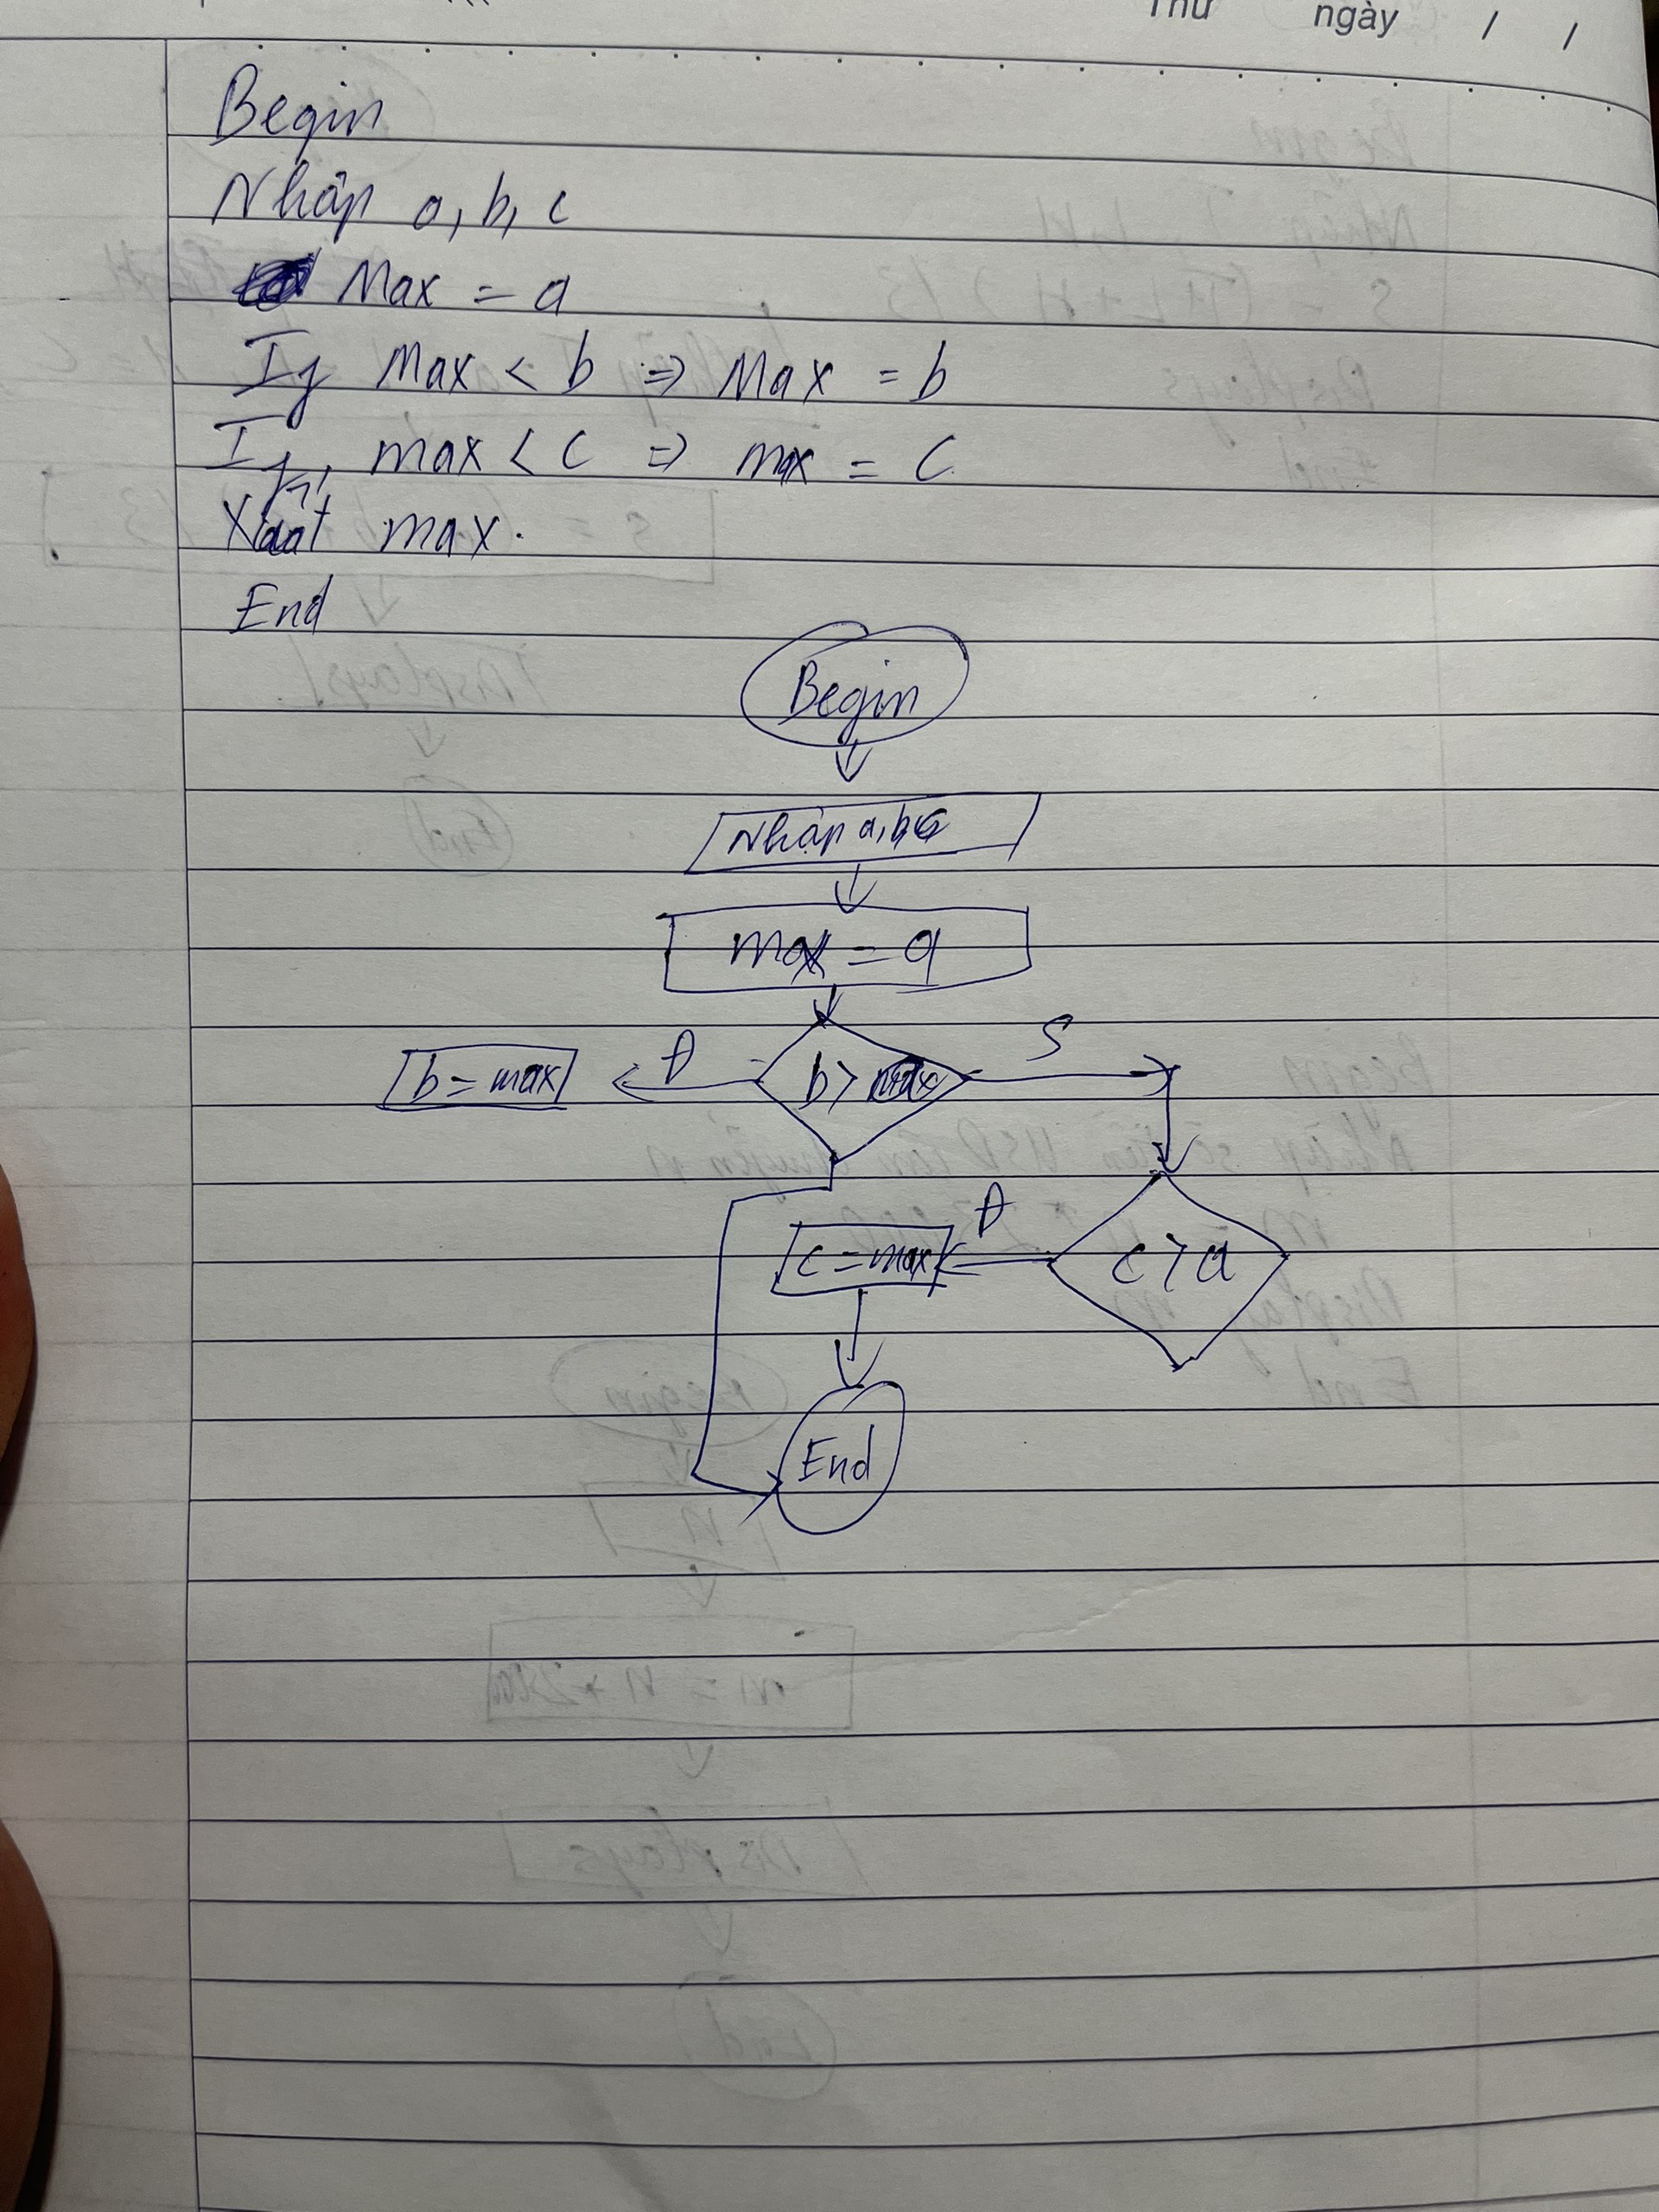 Thứ ngày / /
Begin
Nhập a, b, c
Max = a
If Max < b => Max = b
If max < c => max = c
Xuất max.
End
Begin
Nhập a, b, c
max = a
b = max
Đ
b > max
S
c = max
Đ
c > a
End